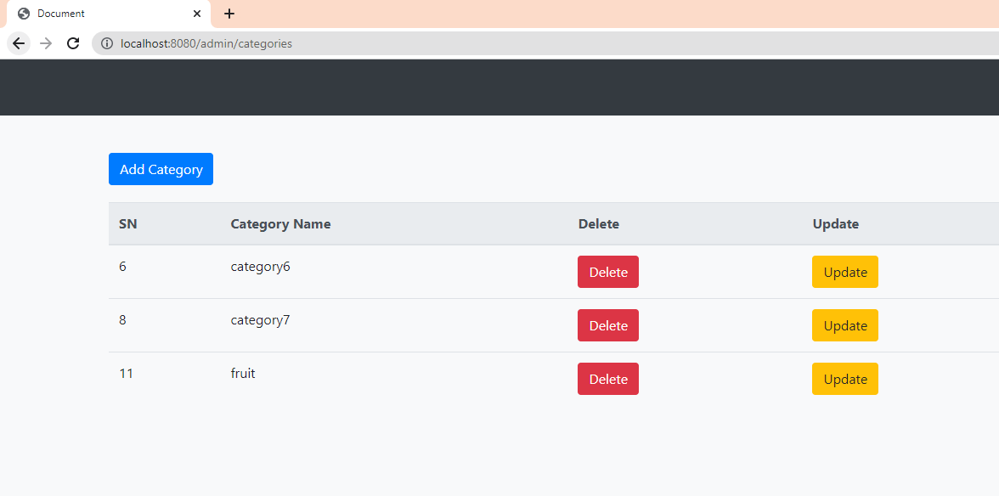 Document
localhost:8080/admin/categories
Add Category
SN Category Name Delete Update
6 category6 Delete Update
8 category7 Delete Update
11 fruit Delete Update